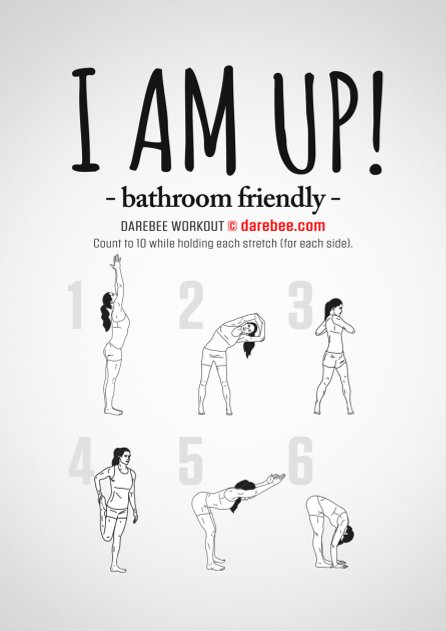 I AM UP!
- bathroom friendly -
DAREBEE WORKOUT © darebee.com
Count to 10 while holding each stretch (for each side).
1 2 3
4 5 6